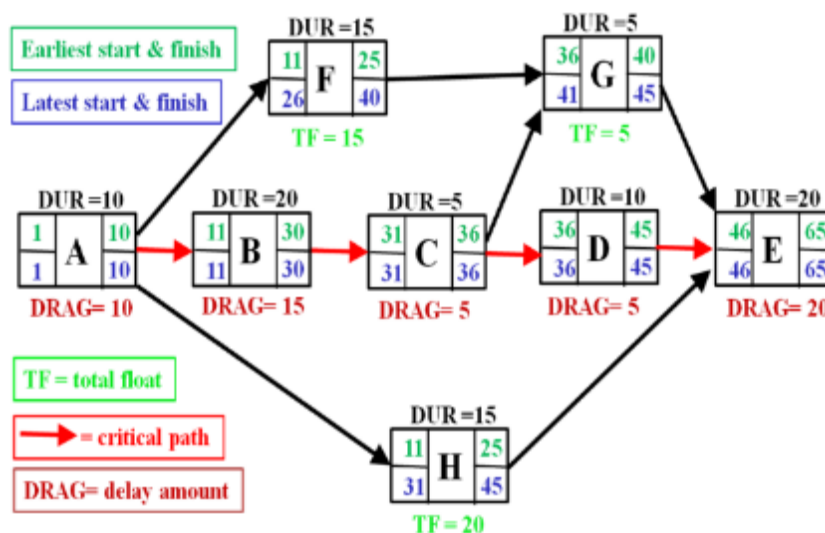 DUR =15
DUR =5
Earliest start & finish
11 F 25
36 G 40
26 40
41 45
Latest start & finish
TF = 15
TF = 5
DUR =10
DUR =20
DUR =5
DUR =10
DUR =20
1 A 10
11 B 30
31 C 36
36 D 45
46 E 65
1 10
11 30
31 36
36 45
46 65
DRAG= 10
DRAG= 15
DRAG= 5
DRAG= 5
DRAG= 20
TF = total float
DUR =15
= critical path
11 H 25
31 45
DRAG= delay amount
TF = 20